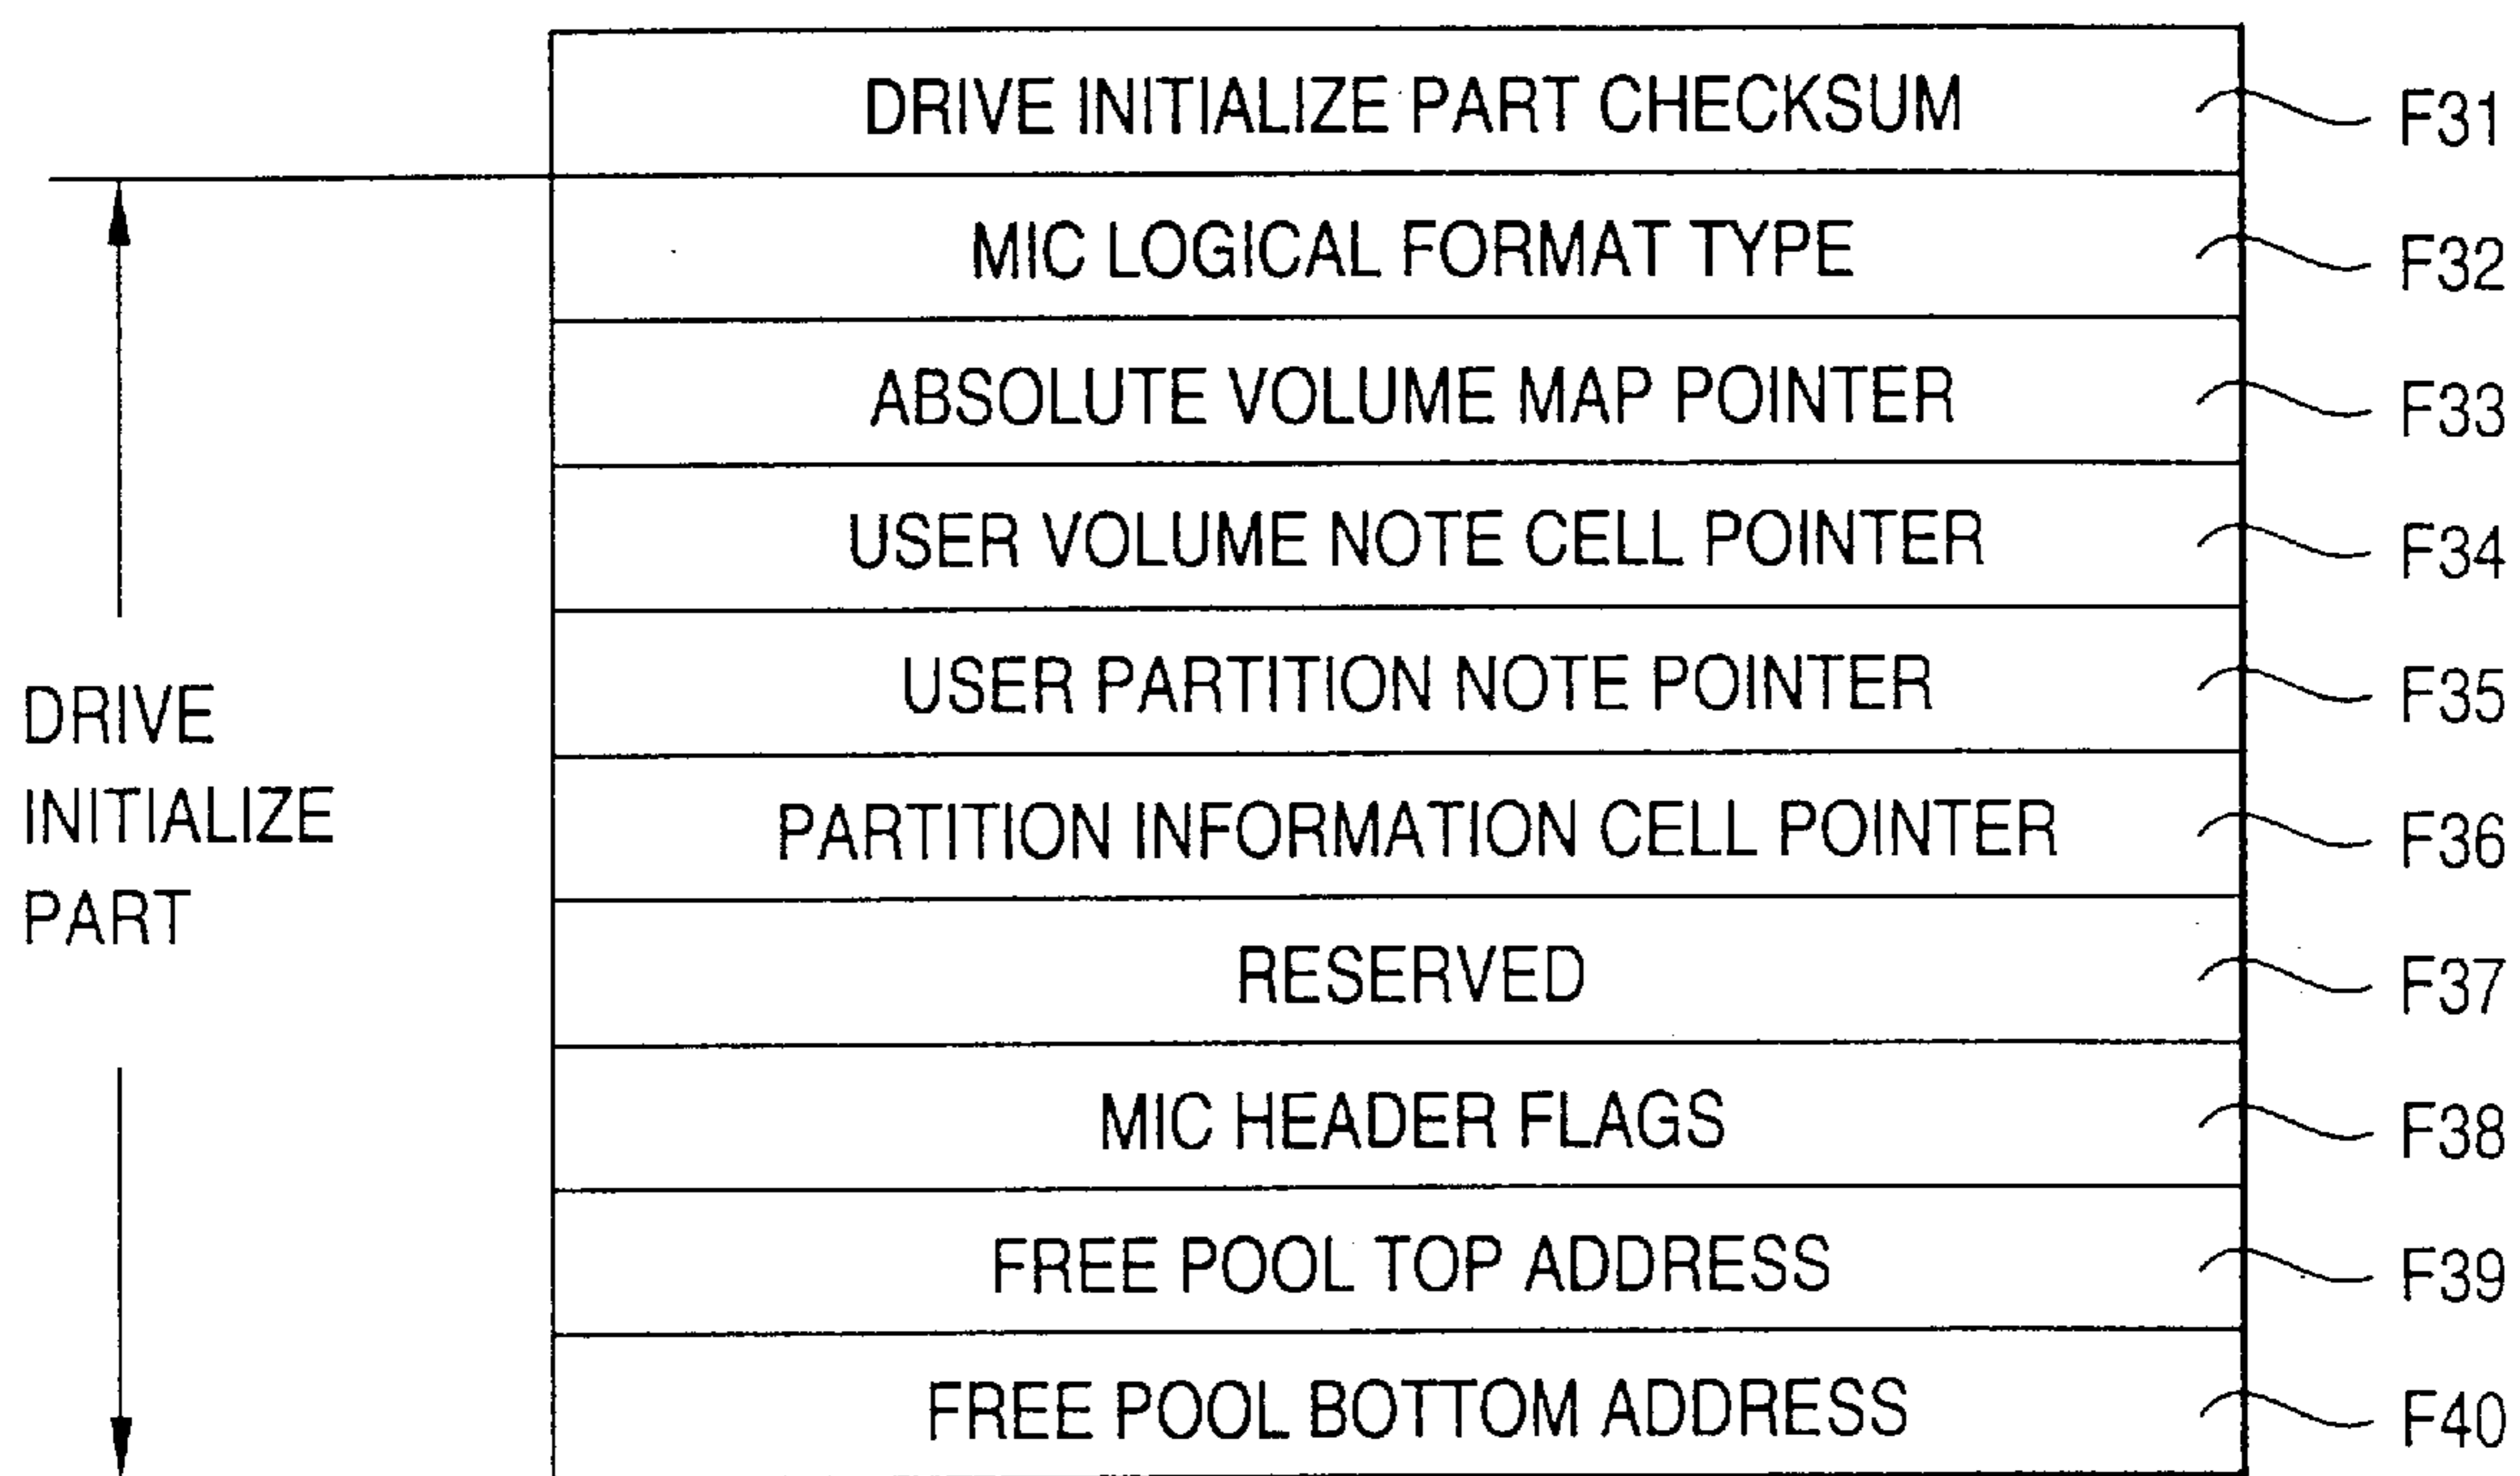 DRIVE INITIALIZE PART CHECKSUM F31
MIC LOGICAL FORMAT TYPE F32
ABSOLUTE VOLUME MAP POINTER F33
USER VOLUME NOTE CELL POINTER F34
USER PARTITION NOTE POINTER F35
DRIVE
INITIALIZE
PART
PARTITION INFORMATION CELL POINTER F36
RESERVED F37
MIC HEADER FLAGS F38
FREE POOL TOP ADDRESS F39
FREE POOL BOTTOM ADDRESS F40